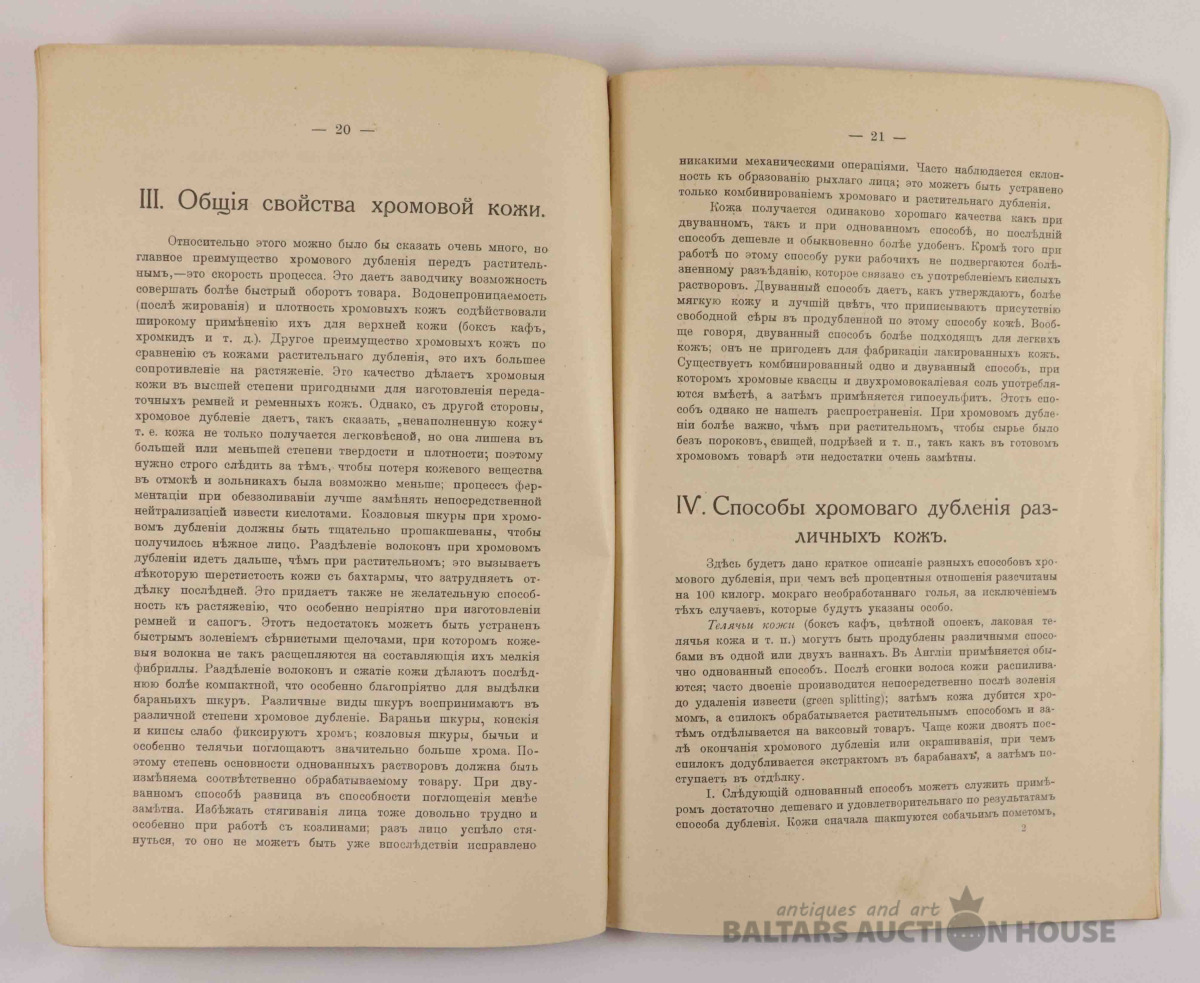 — 20 —
III. Общія свойства хромовой кожи.
Относительно этого можно было бы сказать очень много, но
главное преимущество хромового дубленія передъ раститель-
нымъ,—это скорость процесса. Это даетъ заводчику возможность
совершать болѣе быстрый оборотъ товара. Водонепроницаемость
(послѣ жированія) и плотность хромовыхъ кожъ содѣйствовали
широкому примѣненію ихъ для верхней кожи (боксъ кафъ,
хромкидъ и т. д.). Другое преимущество хромовыхъ кожъ по
сравненію съ кожами растительнаго дубленія, это ихъ большее
сопротивленіе на растяженіе. Это качество дѣлаетъ хромовыя
кожи въ высшей степени пригодными для изготовленія переда-
точныхъ ремней и ременныхъ кожъ. Однако, съ другой стороны,
хромовое дубленіе даетъ, такъ сказать, „ненаполненную кожу“
т. е. кожа не только получается легковѣсной, но она лишена въ
большей или меньшей степени твердости и плотности; поэтому
нужно строго слѣдить за тѣмъ, чтобы потеря кожевого вещества
въ отмокѣ и зольникахъ была возможно меньше; процессъ фер-
ментаціи при обеззоливаніи лучше замѣнять непосредственной
нейтрализаціей извести кислотами. Козловыя шкуры при хромо-
вомъ дубленіи должны быть тщательно прошакшеваны, чтобы
получилось нѣжное лицо. Раздѣленіе волоконъ при хромовомъ
дубленіи идетъ дальше, чѣмъ при растительномъ; это вызываетъ
нѣкоторую шерстистость кожи съ бахтармы, что затрудняетъ от-
дѣлку послѣдней. Это придаетъ также не желательную способ-
ность къ растяженію, что особенно непріятно при изготовленіи
ремней и сапогъ. Этотъ недостатокъ можетъ быть устраненъ
быстрымъ золеніемъ сѣрнистыми щелочами, при которомъ коже-
выя волокна не такъ расщепляются на составляющія ихъ мелкія
фибриллы. Раздѣленіе волоконъ и сжатіе кожи дѣлаютъ послѣд-
нюю болѣе компактной, что особенно благопріятно для выдѣлки
бараньихъ шкуръ. Различные виды шкуръ воспринимаютъ въ
различной степени хромовое дубленіе. Бараньи шкуры, конскія
и кипсы слабо фиксируютъ хромъ; козловыя шкуры, бычьи и
особенно телячьи поглощаютъ значительно больше хрома. По-
этому степень основности однованныхъ растворовъ должна быть
измѣняема соотвѣтственно обрабатываемому товару. При дву-
ванномъ способѣ разница въ способности поглощенія менѣе
замѣтна. Избѣжать стягиванія лица тоже довольно трудно и
особенно при работѣ съ козлинами; разъ лицо успѣло стя-
нуться, то оно не можетъ быть уже впослѣдствіи исправлено
— 21 —
никакими механическими операціями. Часто наблюдается склон-
ность къ образованію рыхлаго лица; это можетъ быть устранено
только комбинированіемъ хромоваго и растительнаго дубленія.
Кожа получается одинаково хорошаго качества какъ при
двуванномъ, такъ и при однованномъ способѣ, но послѣдній
способъ дешевле и обыкновенно болѣе удобенъ. Кромѣ того при
работѣ по этому способу руки рабочихъ не подвергаются болѣ-
зненному разъѣданію, которое связано съ употребленіемъ кислыхъ
растворовъ. Двуванный способъ даетъ, какъ утверждаютъ, болѣе
мягкую кожу и лучшій цвѣтъ, что приписываютъ присутствію
свободной сѣры въ продубленной по этому способу кожѣ. Вооб-
ще говоря, двуванный способъ болѣе подходящъ для легкихъ
кожъ; онъ не пригоденъ для фабрикаціи лакированныхъ кожъ.
Существуетъ комбинированный одно и двуванный способъ, при
которомъ хромовые квасцы и двухромовокаліевая соль употребля-
ются вмѣстѣ, а затѣмъ примѣняется гипосульфитъ. Этотъ спо-
собъ однако не нашелъ распространенія. При хромовомъ дубле-
ніи болѣе важно, чѣмъ при растительномъ, чтобы сырье было
безъ пороковъ, свищей, подрѣзей и т. п., такъ какъ въ готовомъ
хромовомъ товарѣ эти недостатки очень замѣтны.
IV. Способы хромоваго дубленія раз-
личныхъ кожъ.
Здѣсь будетъ дано краткое описаніе разныхъ способовъ хро-
мового дубленія, при чемъ всѣ процентныя отношенія разсчитаны
на 100 килогр. мокраго необработаннаго голья, за исключеніемъ
тѣхъ случаевъ, которые будутъ указаны особо.
Телячьи кожи (боксъ кафъ, цвѣтной опоекъ, лаковая те-
лячья кожа и т. п.) могутъ быть продублены различными спосо-
бами въ одной или двухъ ваннахъ. Въ Англіи примѣняется обы-
чно однованный способъ. Послѣ сгонки волоса кожи распилива-
ются; часто двоеніе производится непосредственно послѣ золенія
до удаленія извести (green splitting); затѣмъ кожа дубится хро-
момъ, а спилокъ обрабатывается растительнымъ способомъ и за-
тѣмъ отдѣлывается на ваксовый товаръ. Чаще кожи двоятъ пос-
лѣ окончанія хромового дубленія или окрашиванія, при чемъ
спилокъ додубливается экстрактомъ въ барабанахъ, а затѣмъ по-
ступаетъ въ отдѣлку.
I. Слѣдующій однованный способъ можетъ служить примѣ-
ромъ достаточно дешеваго и удовлетворительнаго по результатамъ
способа дубленія. Кожи сначала шакшуются собачьимъ пометомъ,
2
antiques and art
BALTARS AUCTION HOUSE